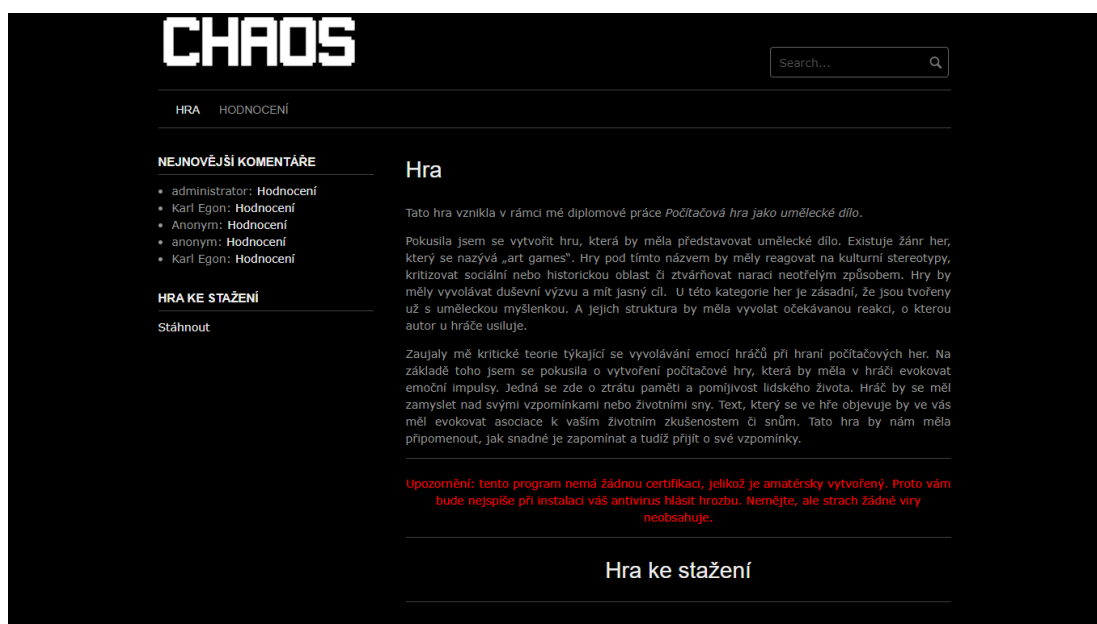 CHAOS
Search...
HRA HODNOCENÍ
NEJNOVĚJŠÍ KOMENTÁŘE
administrator: Hodnocení
Karl Egon: Hodnocení
Anonym: Hodnocení
anonym: Hodnocení
Karl Egon: Hodnocení
HRA KE STAŽENÍ
Stáhnout
Hra
Tato hra vznikla v rámci mé diplomové práce Počítačová hra jako umělecké dílo.
Pokusila jsem se vytvořit hru, která by měla představovat umělecké dílo. Existuje žánr her,
který se nazývá „art games“. Hry pod tímto názvem by měly reagovat na kulturní stereotypy,
kritizovat sociální nebo historickou oblast či ztvárňovat naraci neotřelým způsobem. Hry by
měly vyvolávat duševní výzvu a mít jasný cíl. U této kategorie her je zásadní, že jsou tvořeny
už s uměleckou myšlenkou. A jejich struktura by měla vyvolat očekávanou reakci, o kterou
autor u hráče usiluje.
Zaujaly mě kritické teorie týkající se vyvolávání emocí hráčů při hraní počítačových her. Na
základě toho jsem se pokusila o vytvoření počítačové hry, která by měla v hráči evokovat
emoční impulsy. Jedná se zde o ztrátu paměti a pomíjivost lidského života. Hráč by se měl
zamyslet nad svými vzpomínkami nebo životními sny. Text, který se ve hře objevuje by ve vás
měl evokovat asociace k vaším životním zkušenostem či snům. Tato hra by nám měla
připomenout, jak snadné je zapomínat a tudíž přijít o své vzpomínky.
Upozornění: tento program nemá žádnou certifikaci, jelikož je amatérsky vytvořený. Proto vám
bude nejspíše při instalaci váš antivirus hlásit hrozbu. Nemějte, ale strach žádné viry
neobsahuje.
Hra ke stažení